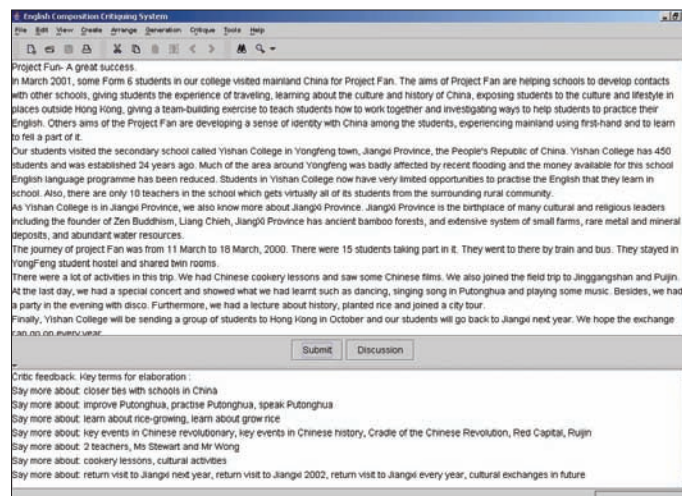 English Composition Critiquing System
File Edit View Create Arrange Generation Critique Tools Help
Project Fun- A great success.
In March 2001, some Form 6 students in our college visited mainland China for Project Fan. The aims of Project Fan are helping schools to develop contacts
with other schools, giving students the experience of traveling, learning about the culture and history of China, exposing students to the culture and lifestyle in
places outside Hong Kong, giving a team-building exercise to teach students how to work together and investigating ways to help students to practice their
English. Others aims of the Project Fan are developing a sense of identity with China among the students, experiencing mainland using first-hand and to learn
to fell a part of it.
Our students visited the secondary school called Yishan College in Yongfeng town, Jiangxi Province, the People's Republic of China. Yishan College has 450
students and was established 24 years ago. Much of the area around Yongfeng was badly affected by recent flooding and the money available for this school
English language programme has been reduced. Students in Yishan College now have very limited opportunities to practise the English that they learn in
school. Also, there are only 10 teachers in the school which gets virtually all of its students from the surrounding rural community.
As Yishan College is in Jiangxi Province, we also know more about JiangXi Province. JiangXi Province is the birthplace of many cultural and religious leaders
including the founder of Zen Buddhism, Liang Chieh, JiangXi Province has ancient bamboo forests, and extensive system of small farms, rare metal and mineral
deposits, and abundant water resources.
The journey of project Fan was from 11 March to 18 March, 2000. There were 15 students taking part in it. They went to there by train and bus. They stayed in
YongFeng student hostel and shared twin rooms.
There were a lot of activities in this trip. We had Chinese cookery lessons and saw some Chinese films. We also joined the field trip to Jinggangshan and Puijin.
At the last day, we had a special concert and showed what we had learnt such as dancing, singing song in Putonghua and playing some music. Besides, we had
a party in the evening with disco. Furthermore, we had a lecture about history, planted rice and joined a city tour.
Finally, Yishan College will be sending a group of students to Hong Kong in October and our students will go back to Jiangxi next year. We hope the exchange
can go on every year.
Submit Discussion
Critic feedback. Key terms for elaboration :
Say more about: closer ties with schools in China
Say more about: improve Putonghua, practise Putonghua, speak Putonghua
Say more about: learn about rice-growing, learn about grow rice
Say more about: key events in Chinese revolutionary, key events in Chinese history, Cradle of the Chinese Revolution, Red Capital, Ruijin
Say more about: 2 teachers, Ms Stewart and Mr Wong
Say more about: cookery lessons, cultural activities
Say more about: return visit to Jiangxi next year, return visit to Jiangxi 2002, return visit to Jiangxi every year, cultural exchanges in future